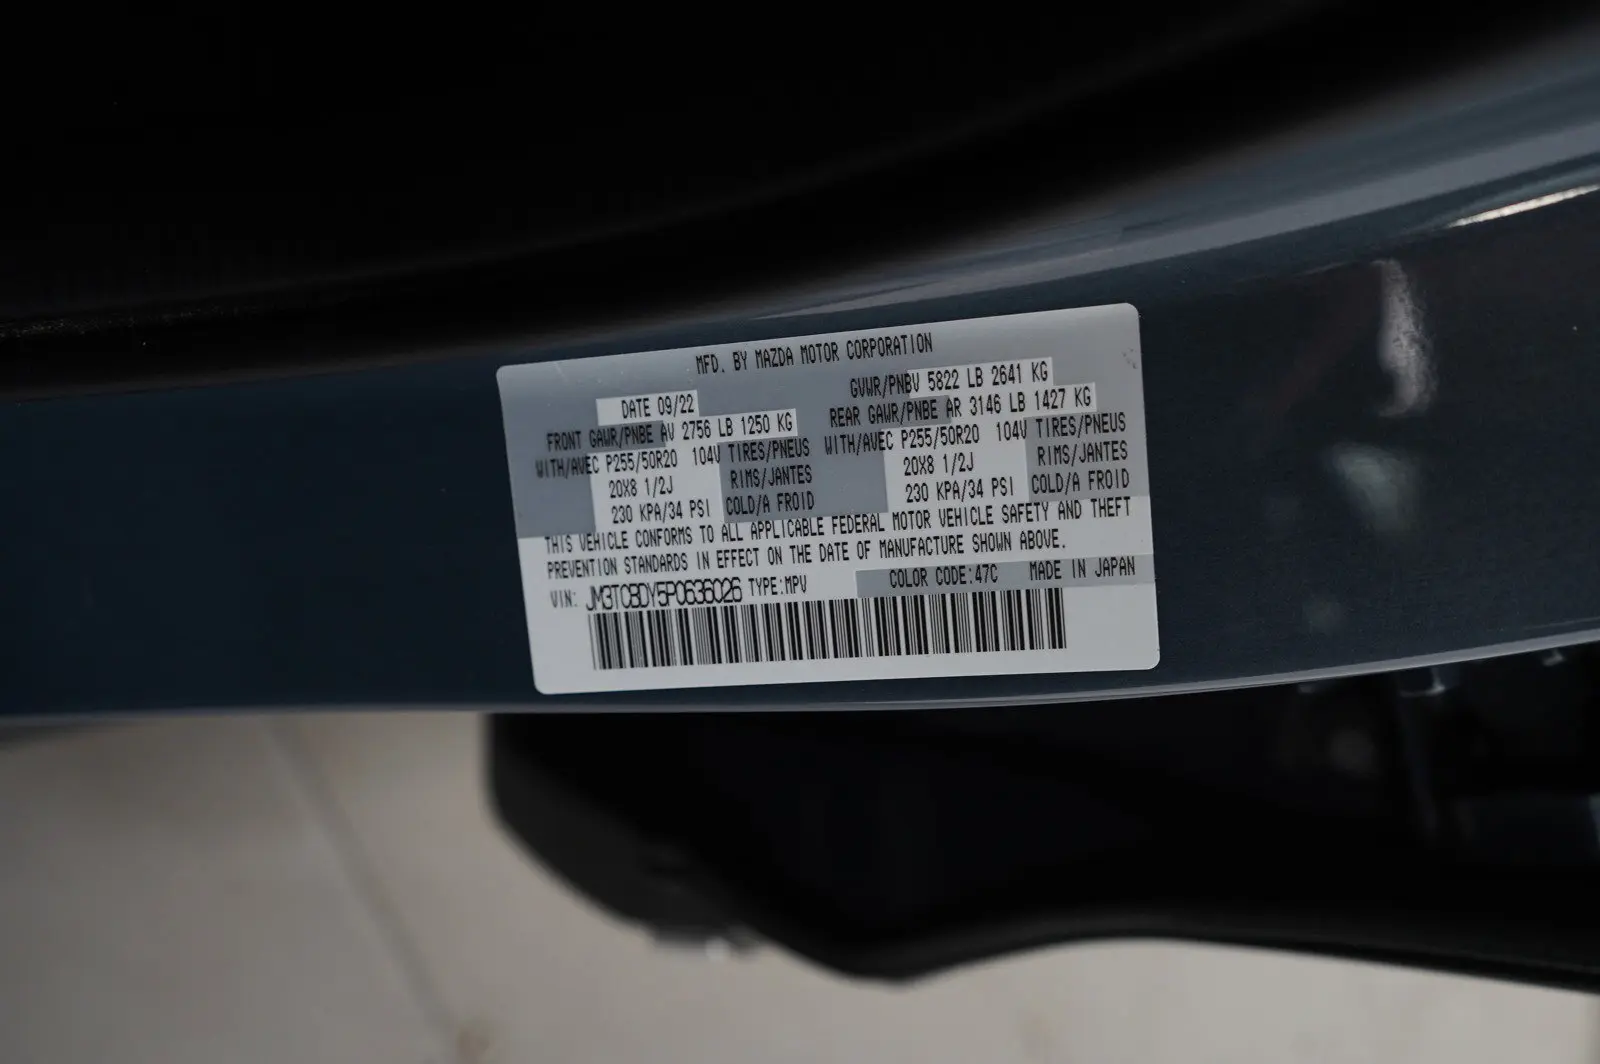 MFD. BY MAZDA MOTOR CORPORATION
DATE 09/22 GVWR/PNBV 5822 LB 2641 KG
FRONT GAWR/PNBE AV 2756 LB 1250 KG REAR GAWR/PNBE AR 3146 LB 1427 KG
WITH/AVEC P255/50R20 104V TIRES/PNEUS WITH/AVEC P255/50R20 104V TIRES/PNEUS
20X8 1/2J RIMS/JANTES 20X8 1/2J RIMS/JANTES
230 KPA/34 PSI COLD/A FROID 230 KPA/34 PSI COLD/A FROID
THIS VEHICLE CONFORMS TO ALL APPLICABLE FEDERAL MOTOR VEHICLE SAFETY AND THEFT
PREVENTION STANDARDS IN EFFECT ON THE DATE OF MANUFACTURE SHOWN ABOVE.
VIN: JM3TCBDY5P0636026 TYPE:MPV COLOR CODE:47C MADE IN JAPAN